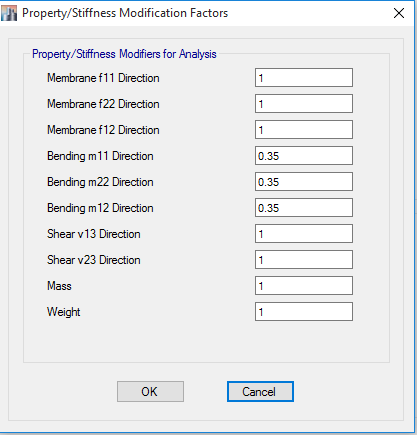 Property/Stiffness Modification Factors
Property/Stiffness Modifiers for Analysis
Membrane f11 Direction 1
Membrane f22 Direction 1
Membrane f12 Direction 1
Bending m11 Direction 0.35
Bending m22 Direction 0.35
Bending m12 Direction 0.35
Shear v13 Direction 1
Shear v23 Direction 1
Mass 1
Weight 1
OK Cancel